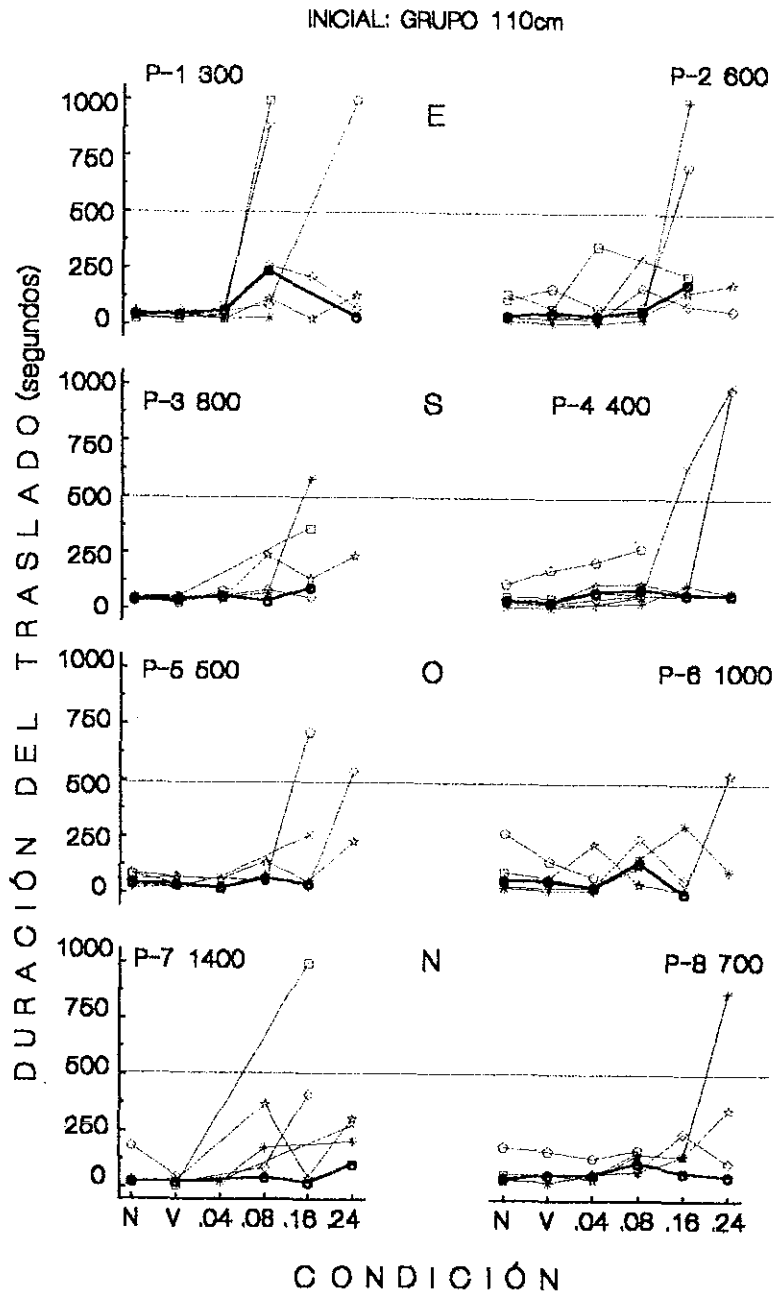 INICIAL: GRUPO 110cm
P-1 300
E
P-2 600
1000
750
500
250
0
P-3 800
S
P-4 400
1000
750
500
250
0
P-5 500
O
P-6 1000
1000
750
500
250
0
P-7 1400
N
P-8 700
1000
750
500
250
0
DURACIÓN DEL TRASLADO (segundos)
N V .04 .08 .16 .24
N V .04 .08 .16 .24
CONDICIÓN